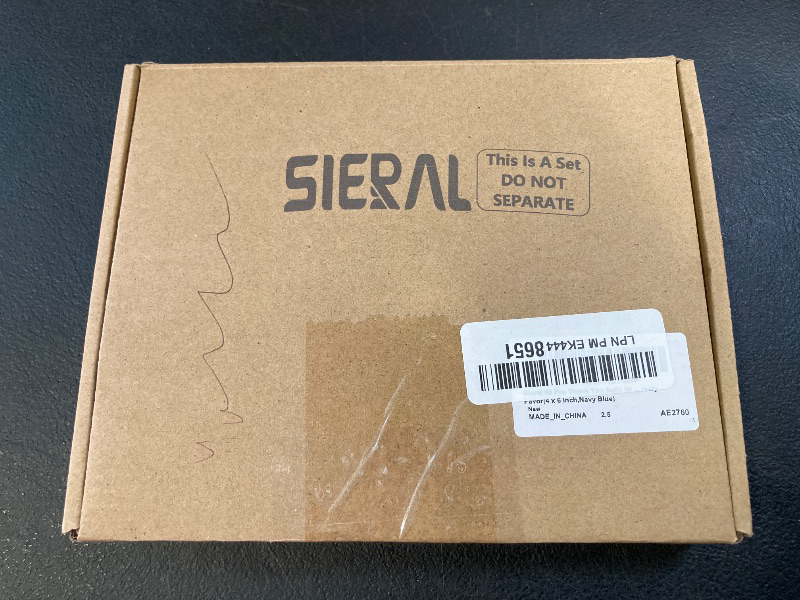 SIERAL
This Is A Set
DO NOT
SEPARATE
LPN PM EK444 8651
Favor(4 x 6 Inch,Navy Blue)
New
MADE_IN_CHINA 2.5 AE2760